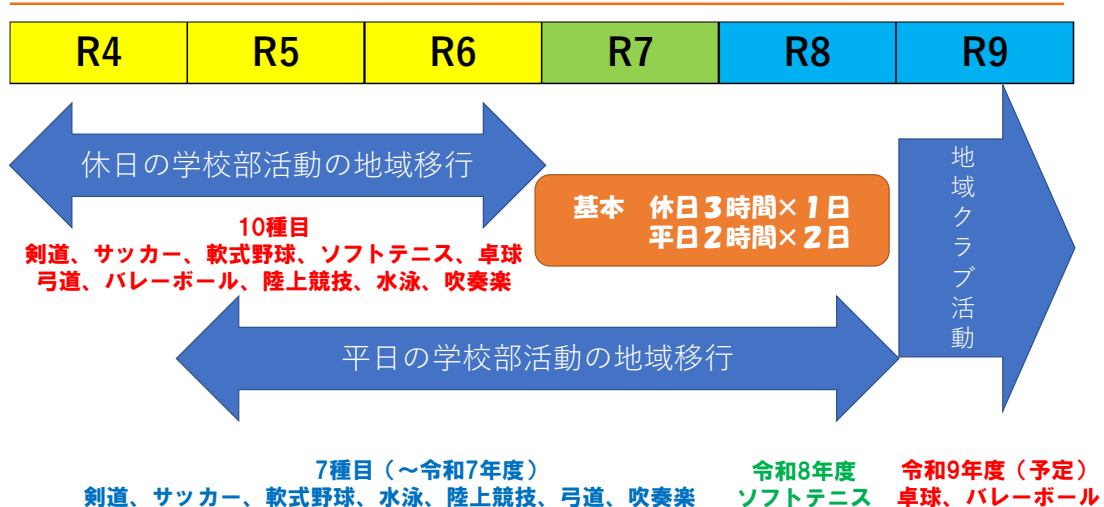 R4 R5 R6 R7 R8 R9
休日の学校部活動の地域移行
10種目
剣道、サッカー、軟式野球、ソフトテニス、卓球
弓道、バレーボール、陸上競技、水泳、吹奏楽
基本 休日3時間×1日
平日2時間×2日
地域クラブ活動
平日の学校部活動の地域移行
7種目（～令和7年度）
剣道、サッカー、軟式野球、水泳、陸上競技、弓道、吹奏楽
令和8年度
ソフトテニス
令和9年度（予定）
卓球、バレーボール